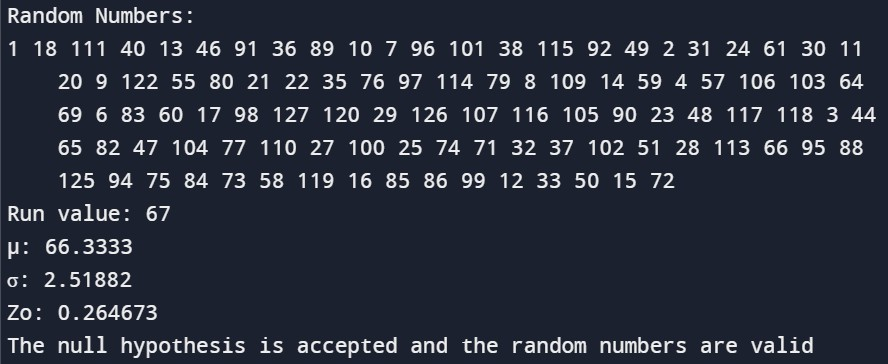 Random Numbers:
1 18 111 40 13 46 91 36 89 10 7 96 101 38 115 92 49 2 31 24 61 30 11
20 9 122 55 80 21 22 35 76 97 114 79 8 109 14 59 4 57 106 103 64
69 6 83 60 17 98 127 120 29 126 107 116 105 90 23 48 117 118 3 44
65 82 47 104 77 110 27 100 25 74 71 32 37 102 51 28 113 66 95 88
125 94 75 84 73 58 119 16 85 86 99 12 33 50 15 72
Run value: 67
μ: 66.3333
σ: 2.51882
Zo: 0.264673
The null hypothesis is accepted and the random numbers are valid